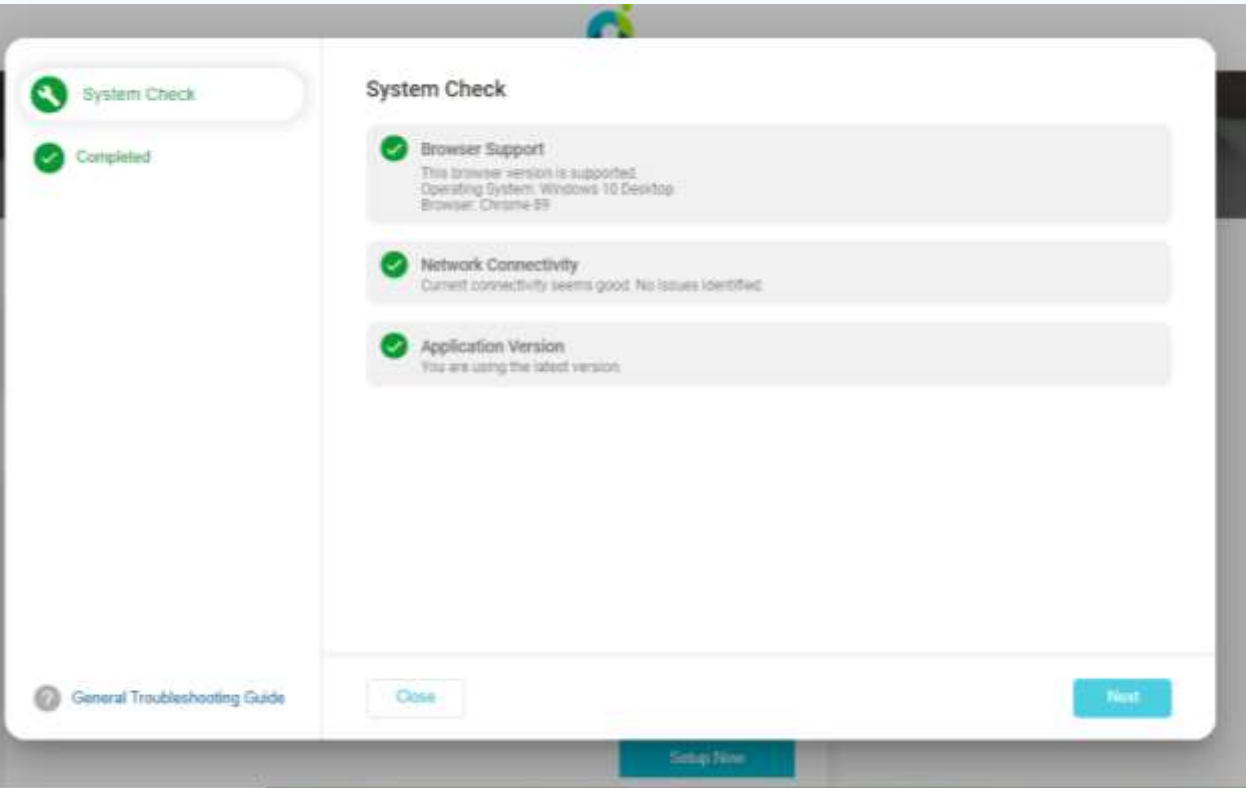 System Check
Completed
General Troubleshooting Guide
System Check
Browser Support
This browser version is supported.
Operating System: Windows 10 Desktop
Browser: Chrome 89
Network Connectivity
Current connectivity seems good. No issues identified.
Application Version
You are using the latest version.
Close
Next
Setup Now